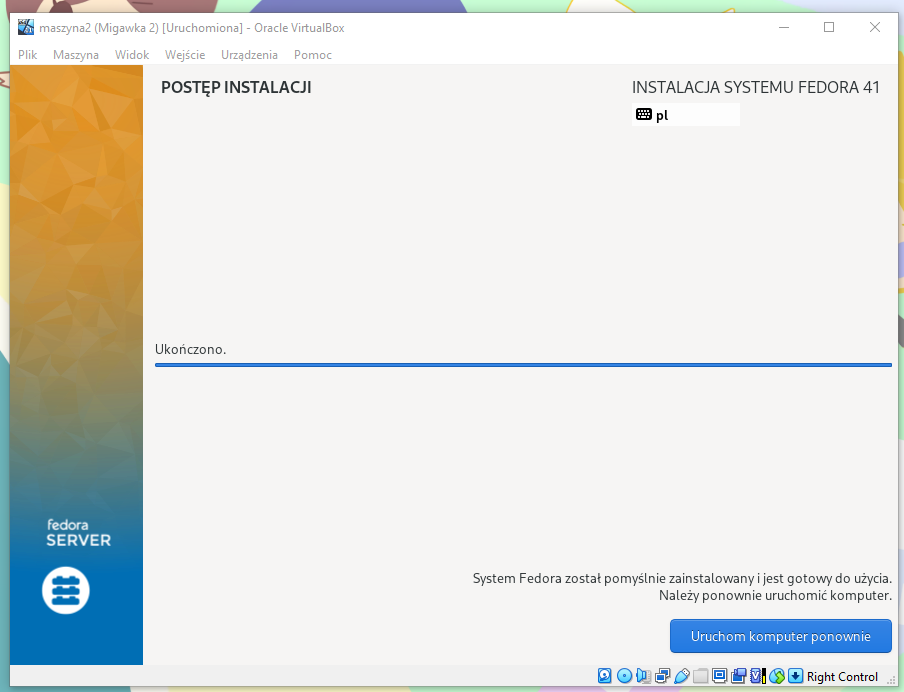 maszyna2 (Migawka 2) [Uruchomiona] - Oracle VirtualBox
Plik Maszyna Widok Wejście Urządzenia Pomoc
POSTĘP INSTALACJI
INSTALACJA SYSTEMU FEDORA 41
pl
Ukończono.
fedora
SERVER
System Fedora został pomyślnie zainstalowany i jest gotowy do użycia.
Należy ponownie uruchomić komputer.
Uruchom komputer ponownie
Right Control